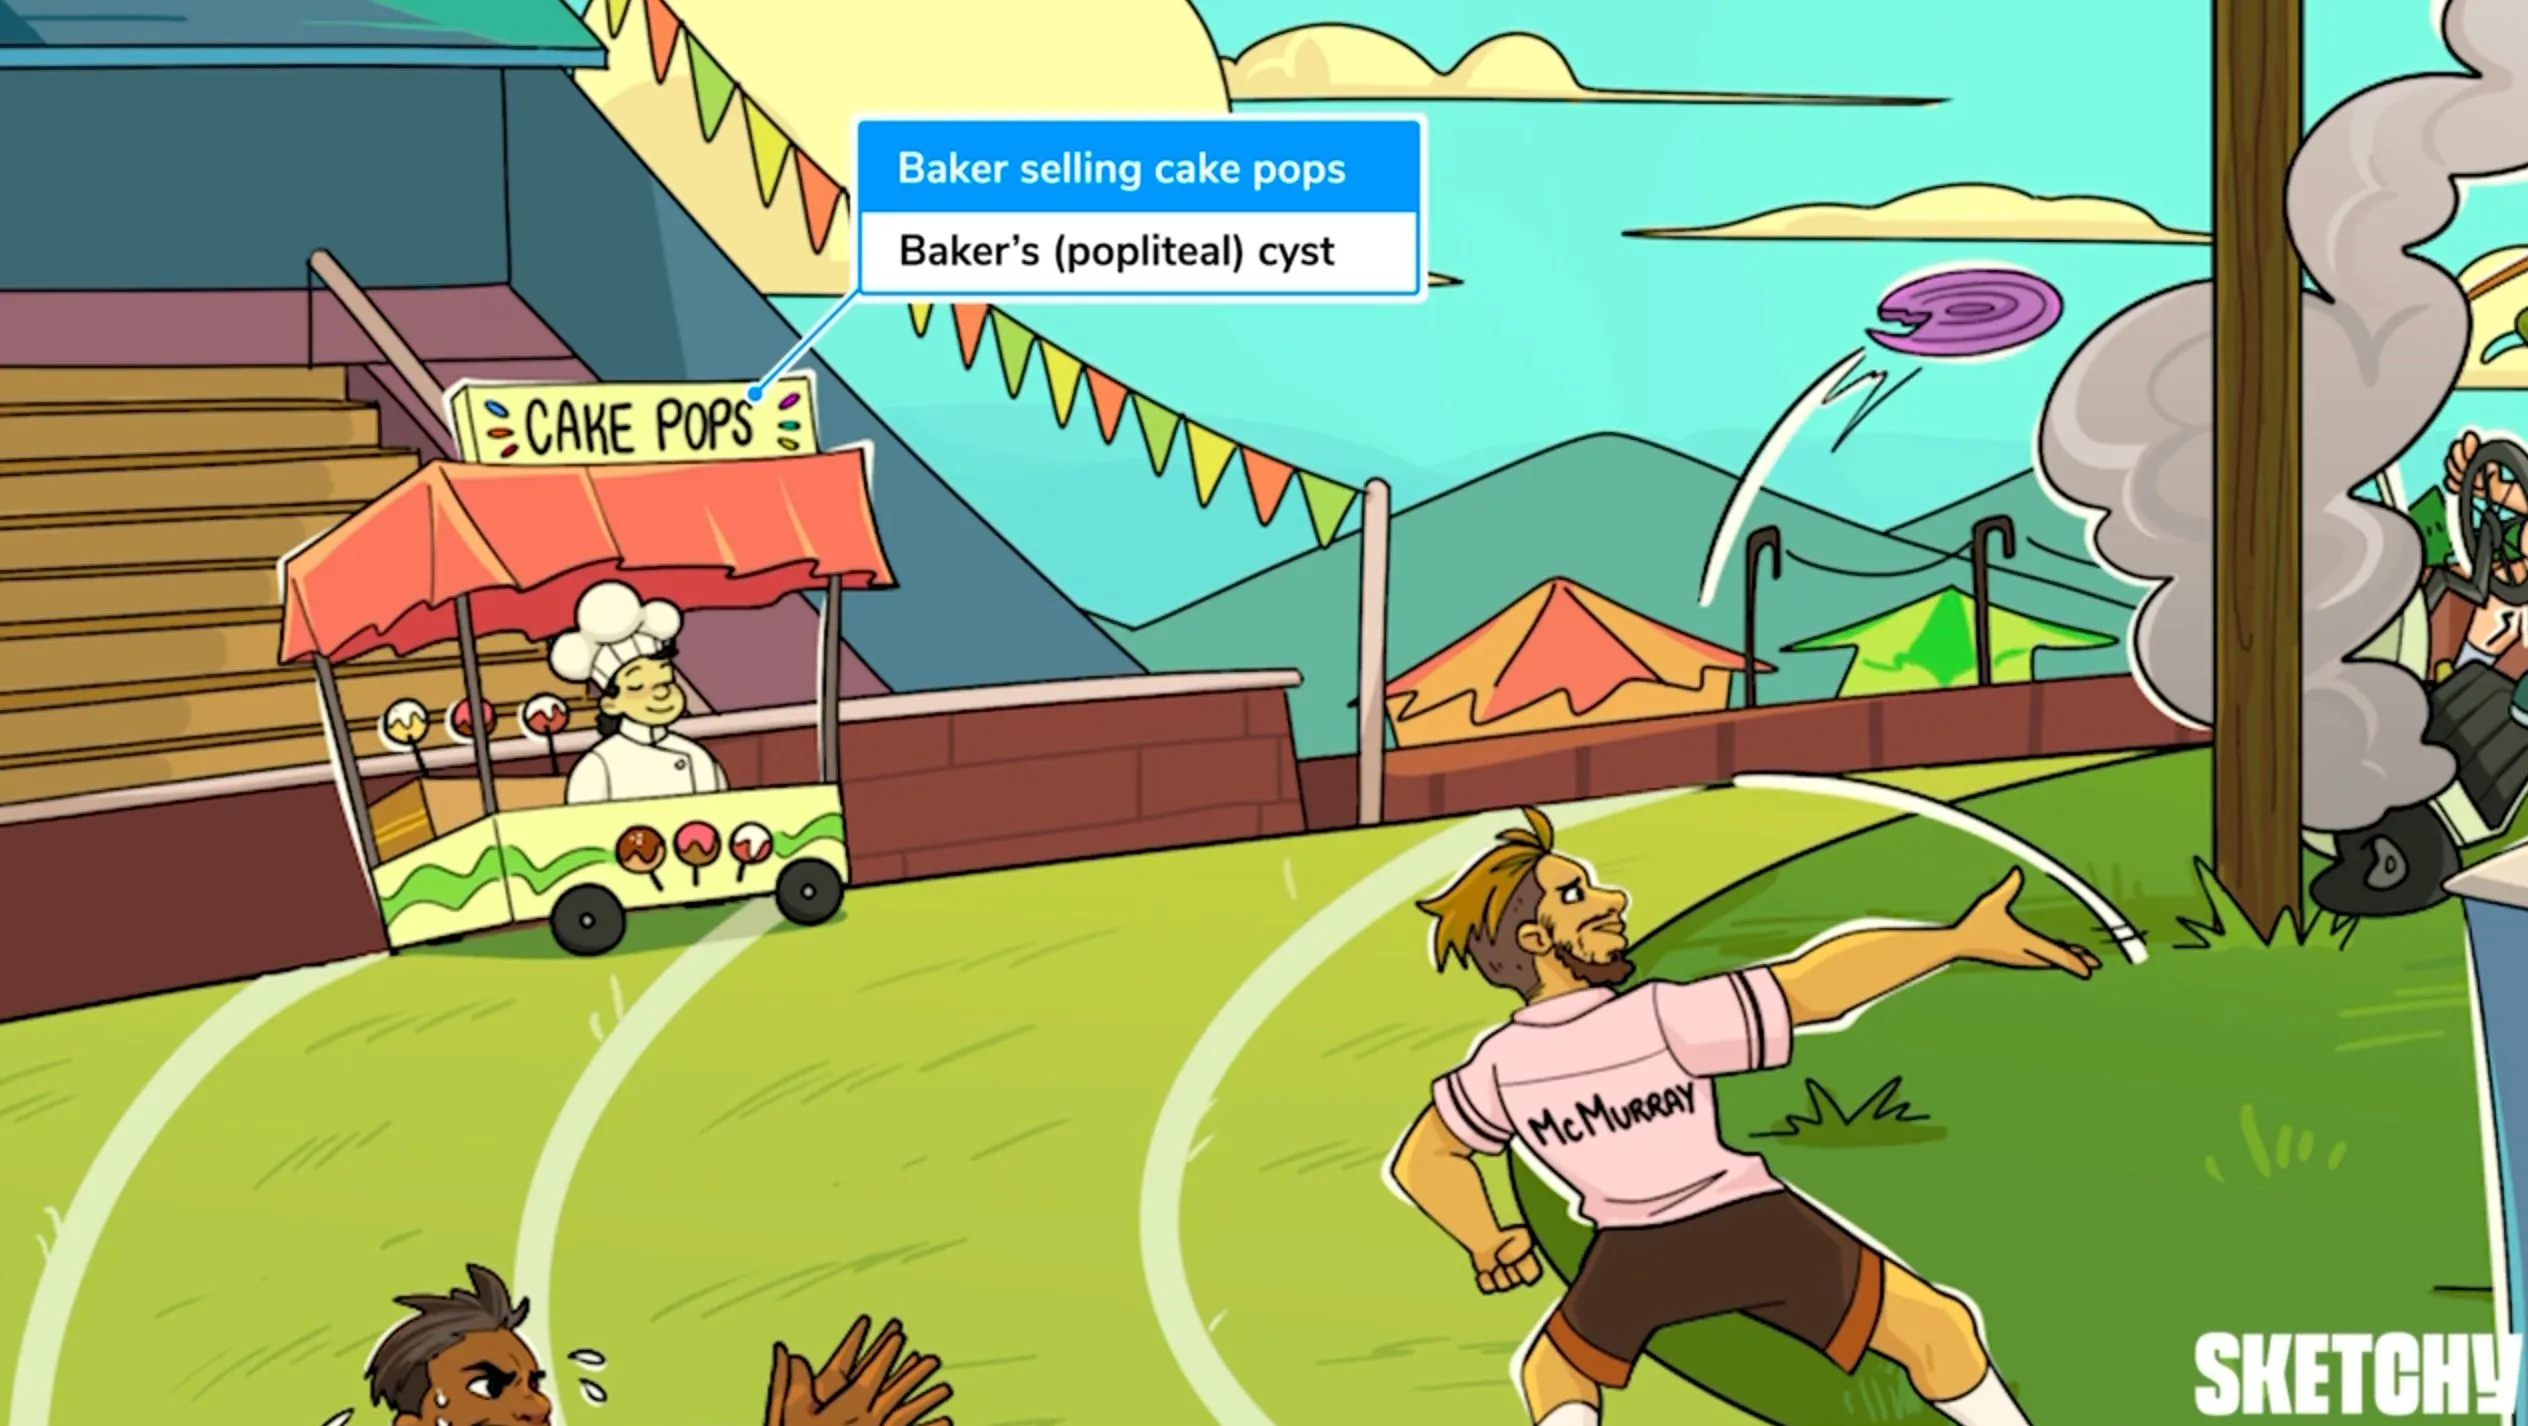 Baker selling cake pops
Baker’s (popliteal) cyst
CAKE POPS
McMURRAY
SKETCHY